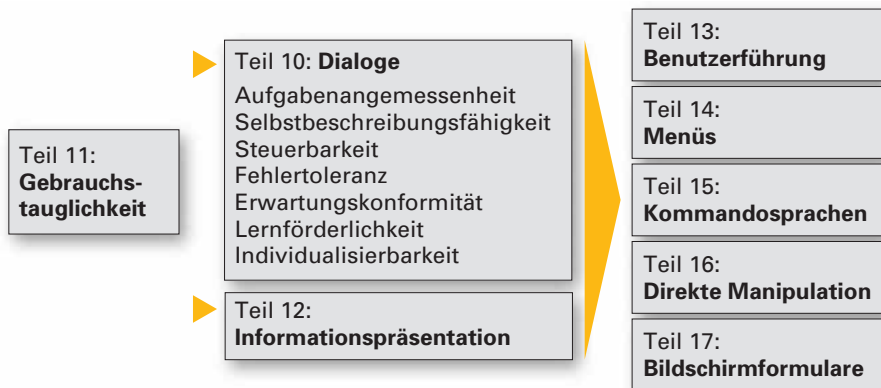 Teil 11:
Gebrauchs-
tauglichkeit
Teil 10: Dialoge
Aufgabenangemessenheit
Selbstbeschreibungsfähigkeit
Steuerbarkeit
Fehlertoleranz
Erwartungskonformität
Lernförderlichkeit
Individualisierbarkeit
Teil 12:
Informationspräsentation
Teil 13:
Benutzerführung
Teil 14:
Menüs
Teil 15:
Kommandosprachen
Teil 16:
Direkte Manipulation
Teil 17:
Bildschirmformulare